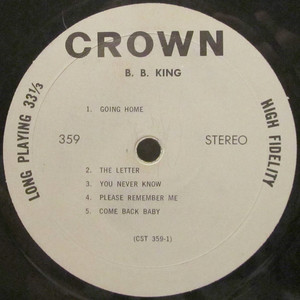 CROWN
B. B. KING
LONG PLAYING 33⅓
HIGH FIDELITY
1. GOING HOME
359 STEREO
2. THE LETTER
3. YOU NEVER KNOW
4. PLEASE REMEMBER ME
5. COME BACK BABY
(CST 359-1)